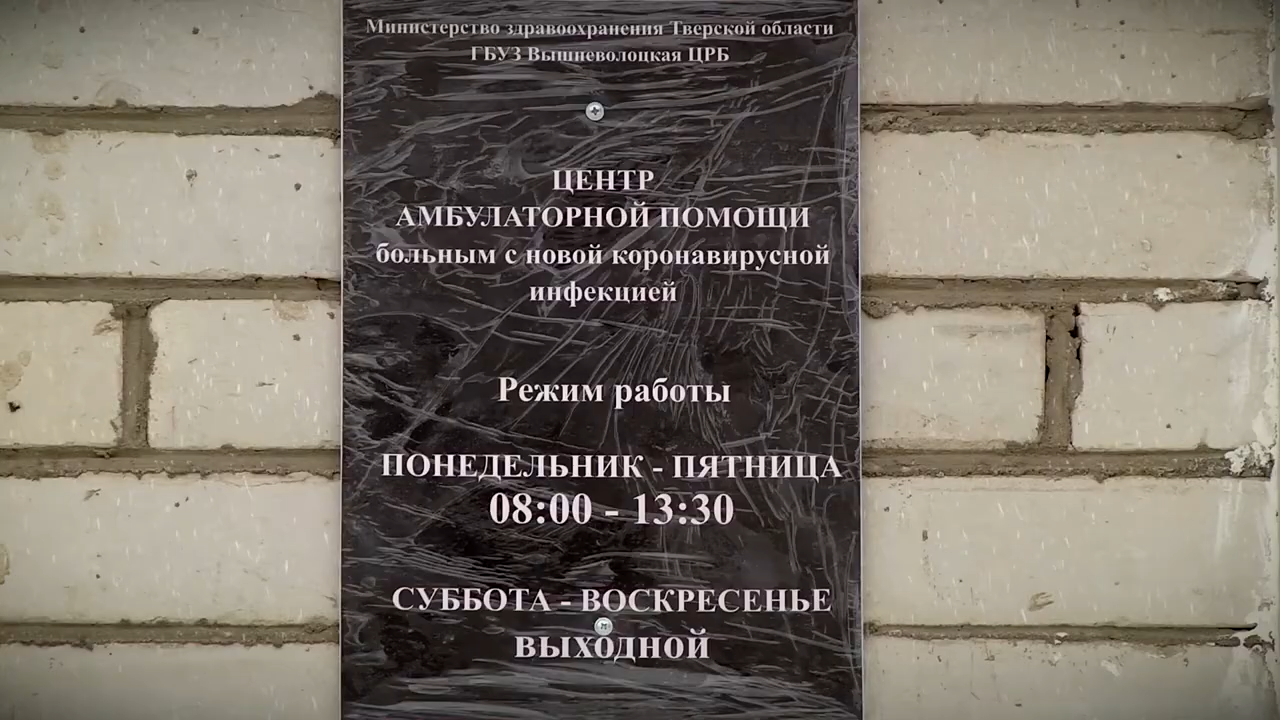 Министерство здравоохранения Тверской области
ГБУЗ Вышневолоцкая ЦРБ
ЦЕНТР
АМБУЛАТОРНОЙ ПОМОЩИ
больным с новой коронавирусной
инфекцией
Режим работы
ПОНЕДЕЛЬНИК - ПЯТНИЦА
08:00 - 13:30
СУББОТА - ВОСКРЕСЕНЬЕ
ВЫХОДНОЙ